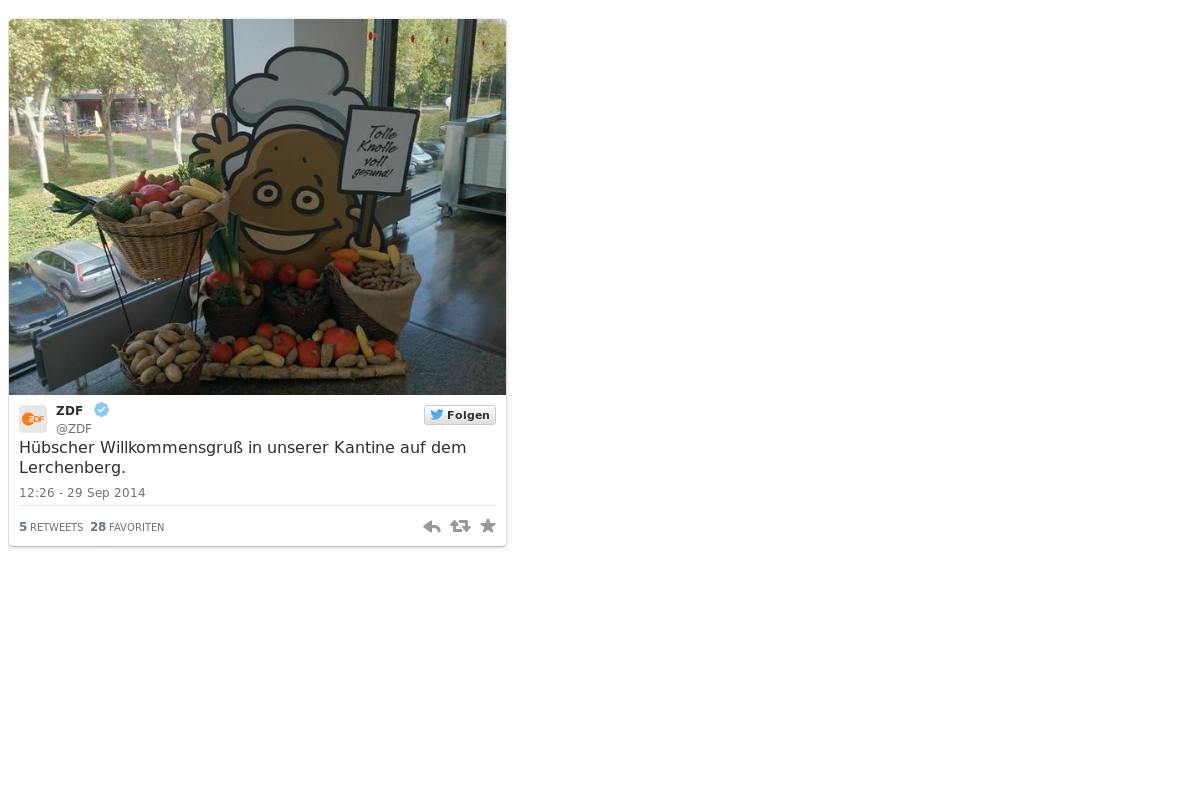 Tolle
Knolle
voll
gesund!
ZDF
ZDF
Folgen
@ZDF
Hübscher Willkommensgruß in unserer Kantine auf dem
Lerchenberg.
12:26 - 29 Sep 2014
5 RETWEETS 28 FAVORITEN